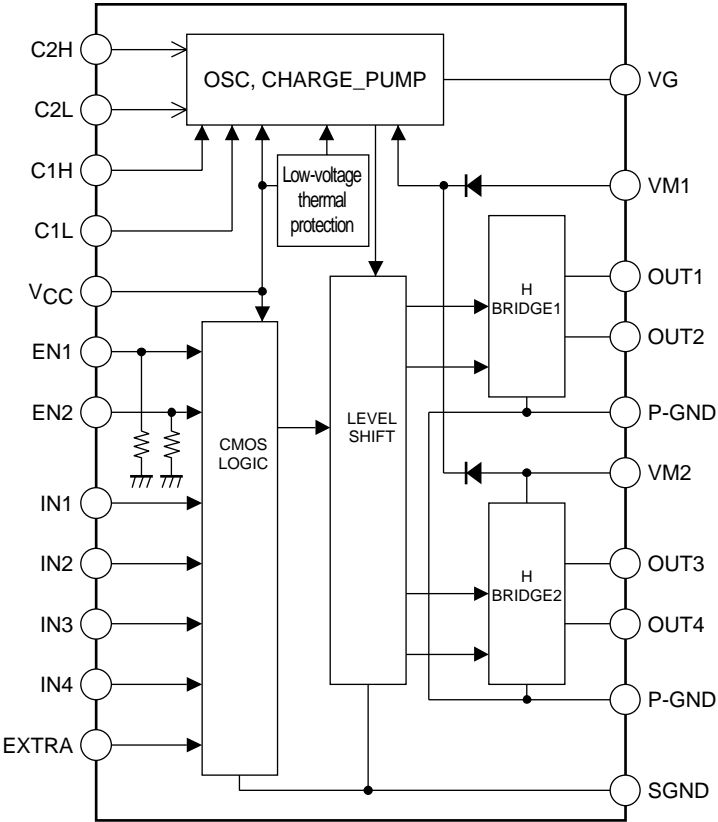 C2H
C2L
C1H
C1L
VCC
EN1
EN2
IN1
IN2
IN3
IN4
EXTRA
OSC, CHARGE_PUMP
Low-voltage
thermal
protection
CMOS
LOGIC
LEVEL
SHIFT
H
BRIDGE1
H
BRIDGE2
VG
VM1
OUT1
OUT2
P-GND
VM2
OUT3
OUT4
P-GND
SGND